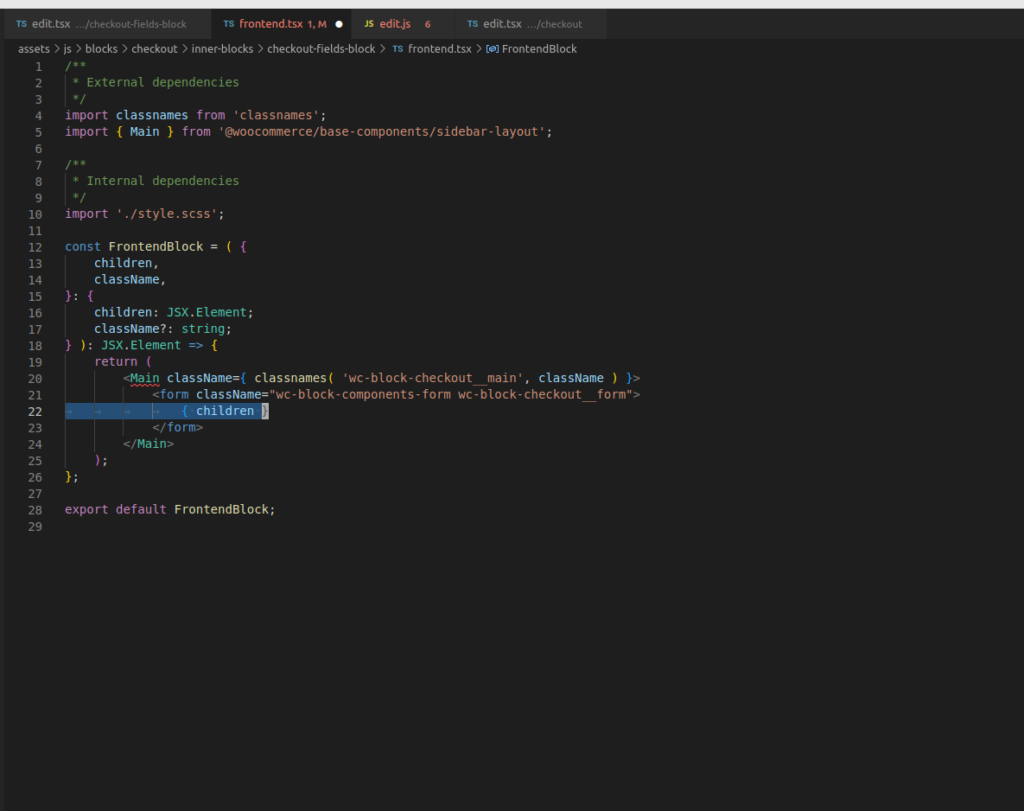 TS edit.tsx .../checkout-fields-block TS frontend.tsx 1, M JS edit.js 6 TS edit.tsx .../checkout
assets > js > blocks > checkout > inner-blocks > checkout-fields-block > TS frontend.tsx > FrontendBlock
1 /**
2 * External dependencies
3 */
4 import classnames from 'classnames';
5 import { Main } from '@woocommerce/base-components/sidebar-layout';
6
7 /**
8 * Internal dependencies
9 */
10 import './style.scss';
11
12 const FrontendBlock = ( {
13 children,
14 className,
15 }: {
16 children: JSX.Element;
17 className?: string;
18 } ): JSX.Element => {
19 return (
20 <Main className={ classnames( 'wc-block-checkout__main', className ) }>
21 <form className="wc-block-components-form wc-block-checkout__form">
22 { children }
23 </form>
24 </Main>
25 );
26 };
27
28 export default FrontendBlock;
29